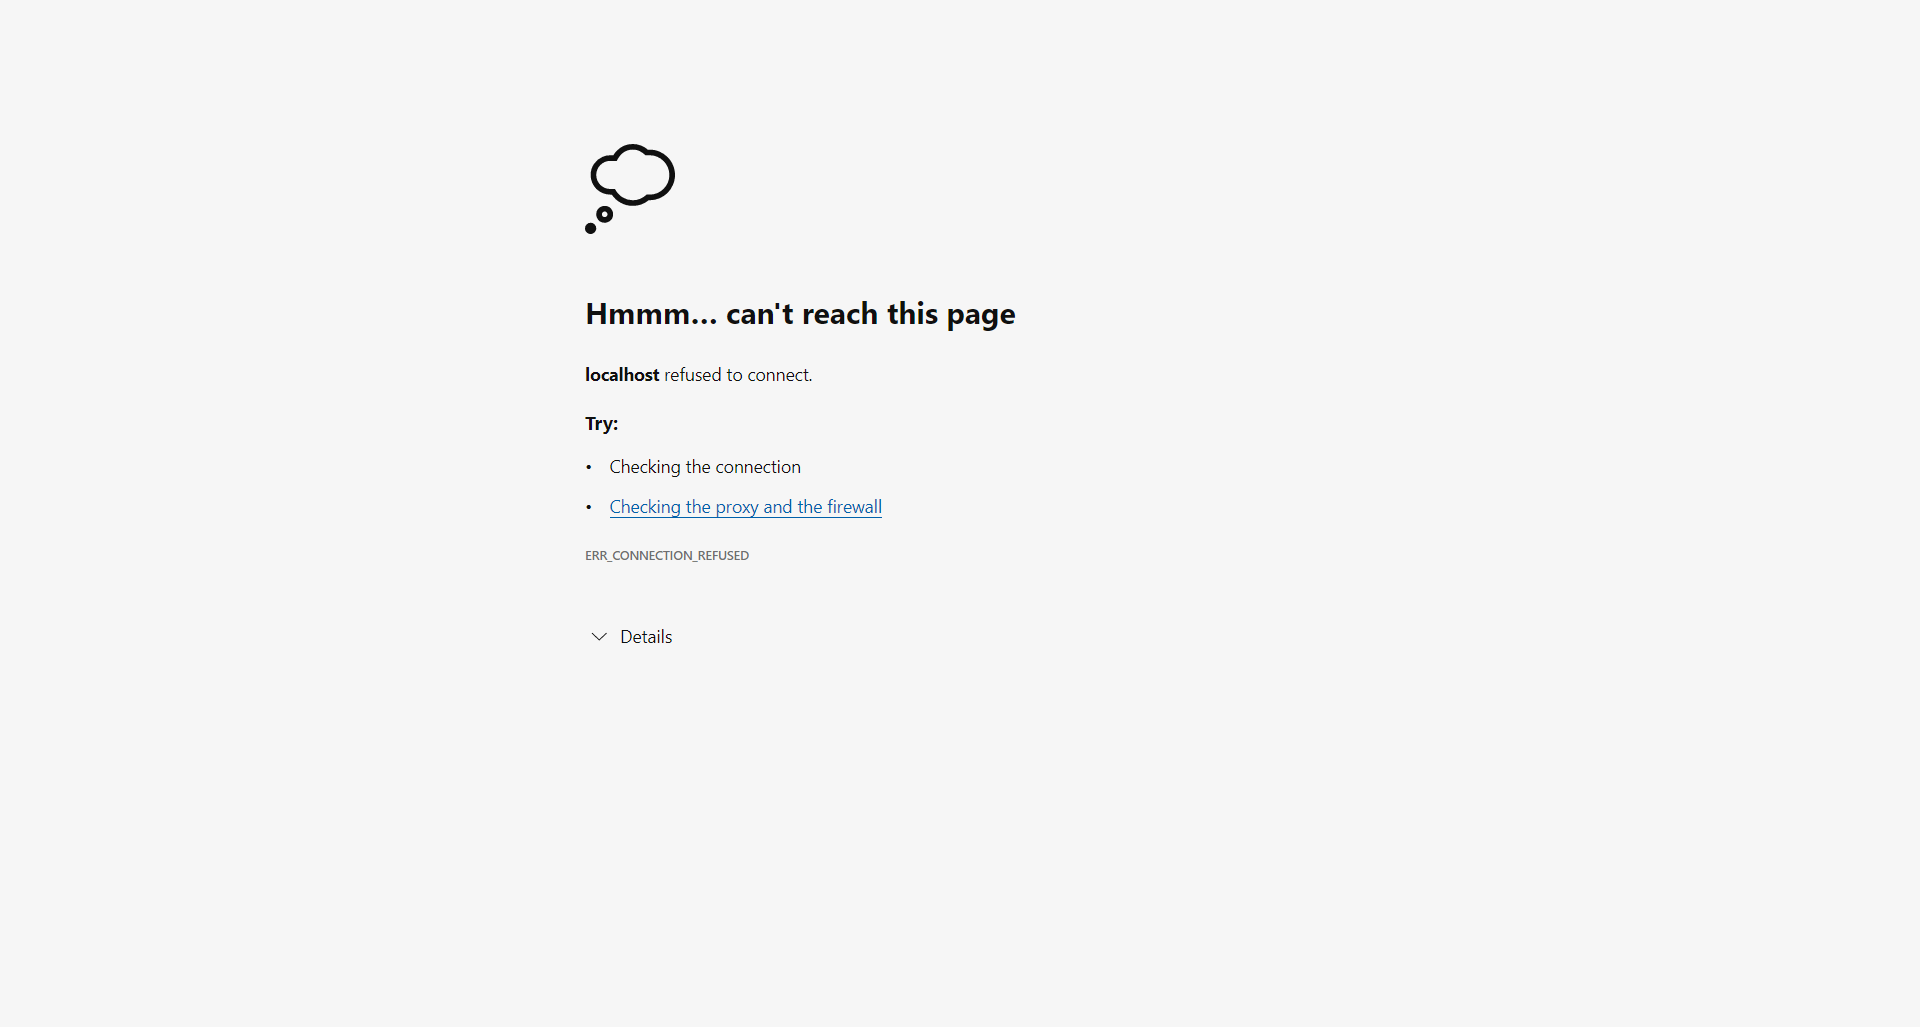 Hmmm… can't reach this page
localhost refused to connect.
Try:
• Checking the connection
• Checking the proxy and the firewall
ERR_CONNECTION_REFUSED
Details